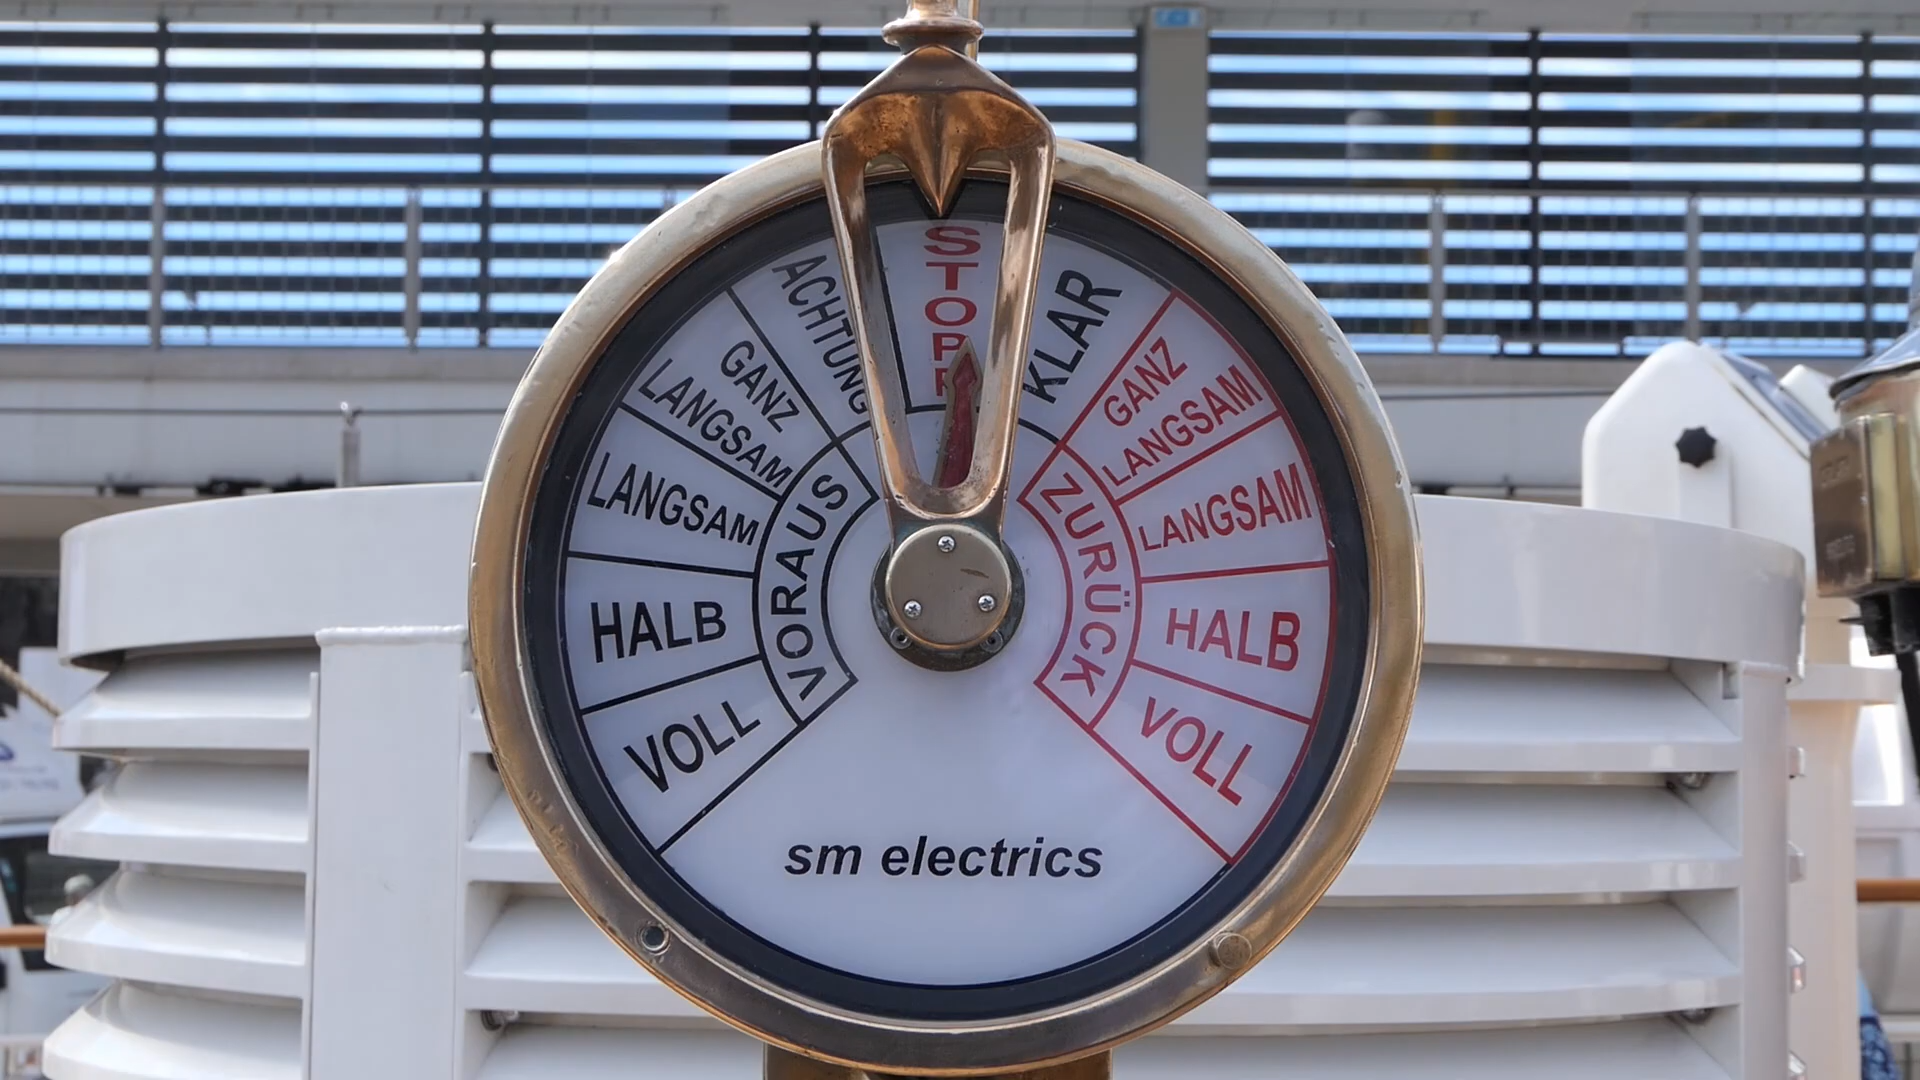 STOPP
ACHTUNG
KLAR
GANZ
LANGSAM
LANGSAM
HALB
VOLL
VORAUS
GANZ
LANGSAM
LANGSAM
HALB
VOLL
ZURÜCK
sm electrics